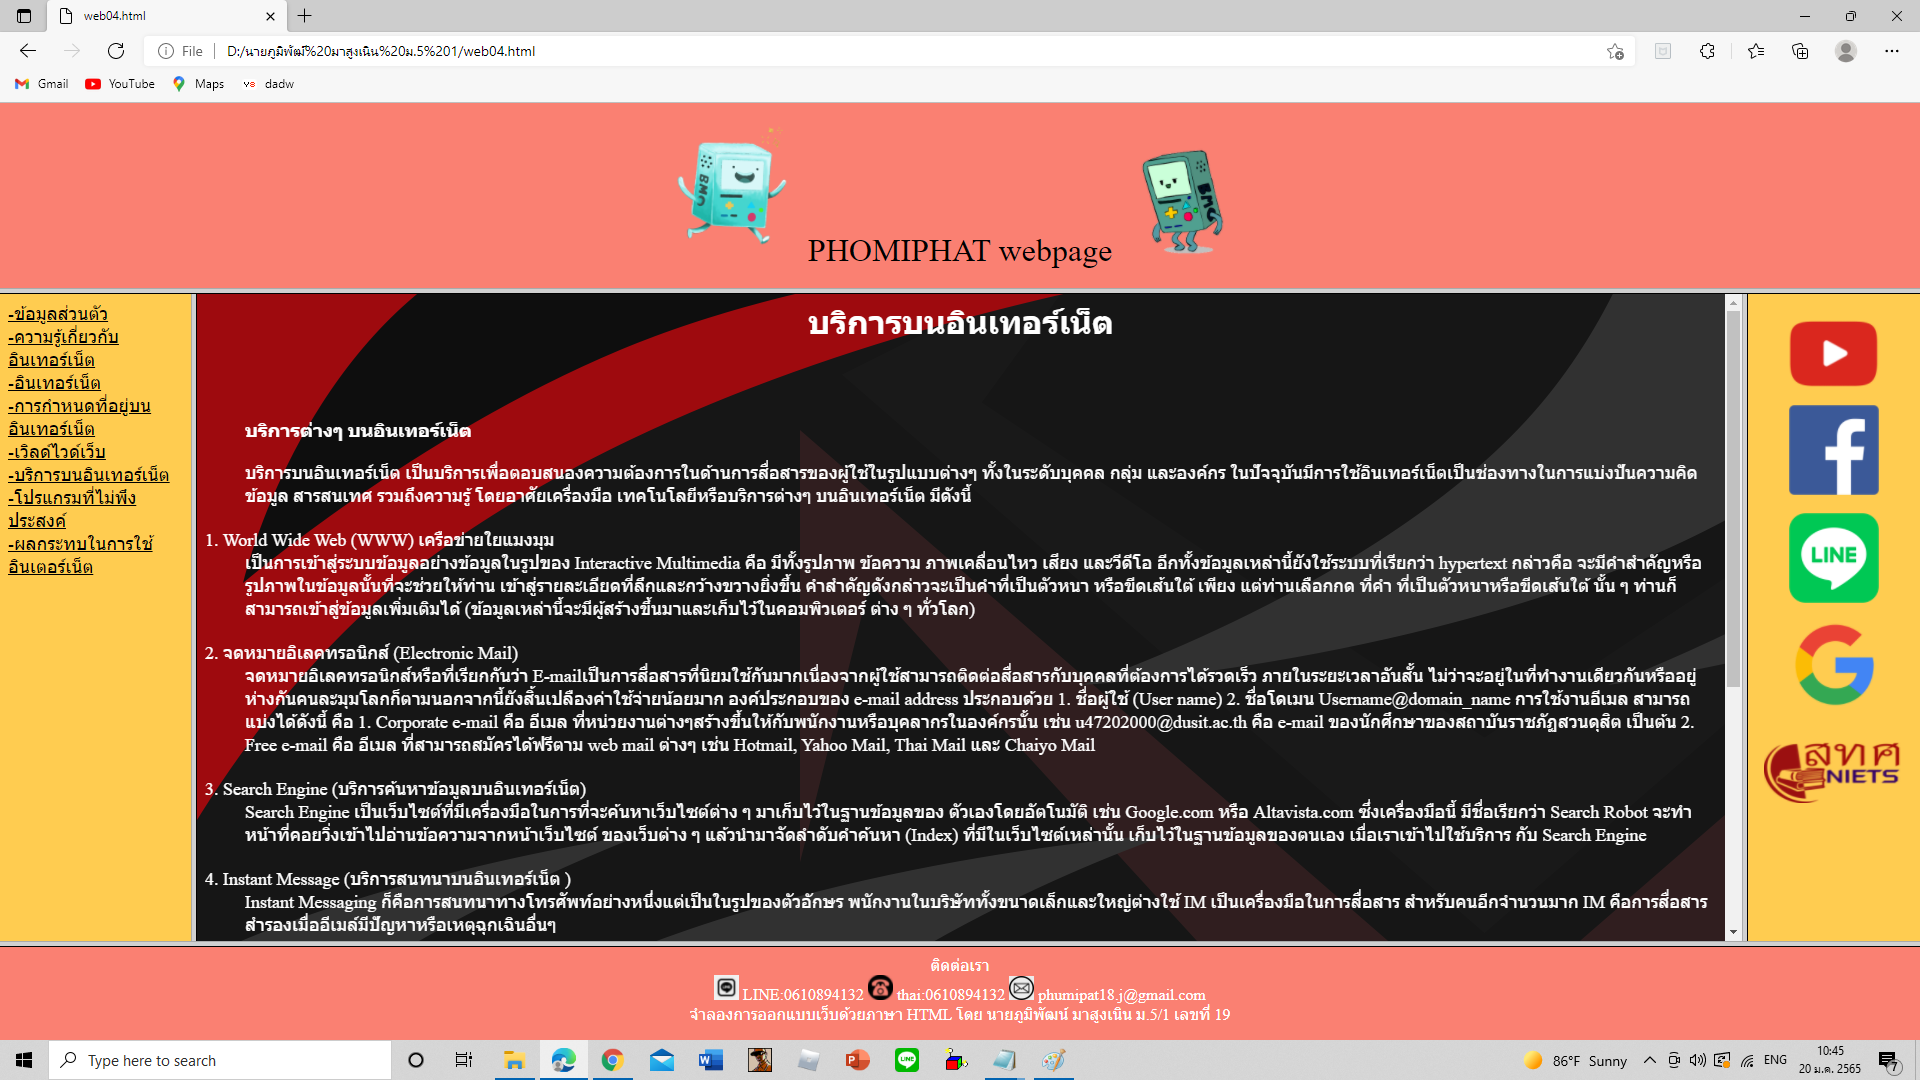 web04.html
File
D:/นายภูมิพัฒ์%20มาสูงเนิน%20ม.5%201/web04.html
Gmail
YouTube
Maps
dadw
BMO
BMO
PHOMIPHAT webpage
-ข้อมูลส่วนตัว
-ความรู้เกี่ยวกับ
อินเทอร์เน็ต
-อินเทอร์เน็ต
-การกำหนดที่อยู่บน
อินเทอร์เน็ต
-เวิลด์ไวด์เว็บ
-บริการบนอินเทอร์เน็ต
-โปรแกรมที่ไม่พึง
ประสงค์
-ผลกระทบในการใช้
อินเตอร์เน็ต
บริการบนอินเทอร์เน็ต
บริการต่างๆ บนอินเทอร์เน็ต
บริการบนอินเทอร์เน็ต เป็นบริการเพื่อตอบสนองความต้องการในด้านการสื่อสารของผู้ใช้ในรูปแบบต่างๆ ทั้งในระดับบุคคล กลุ่ม และองค์กร ในปัจจุบันมีการใช้อินเทอร์เน็ตเป็นช่องทางในการแบ่งปันความคิด
ข้อมูล สารสนเทศ รวมถึงความรู้ โดยอาศัยเครื่องมือ เทคโนโลยีหรือบริการต่างๆ บนอินเทอร์เน็ต มีดังนี้
1. World Wide Web (WWW) เครือข่ายใยแมงมุม
เป็นการเข้าสู่ระบบข้อมูลอย่างข้อมูลในรูปของ Interactive Multimedia คือ มีทั้งรูปภาพ ข้อความ ภาพเคลื่อนไหว เสียง และวีดีโอ อีกทั้งข้อมูลเหล่านี้ยังใช้ระบบที่เรียกว่า hypertext กล่าวคือ จะมีคำสำคัญหรือ
รูปภาพในข้อมูลนั้นที่จะช่วยให้ท่าน เข้าสู่รายละเอียดที่ลึกและกว้างขวางยิ่งขึ้น คำสำคัญดังกล่าวจะเป็นคำที่เป็นตัวหนา หรือขีดเส้นใต้ เพียง แต่ท่านเลือกกด ที่คำ ที่เป็นตัวหนาหรือขีดเส้นใต้ นั้น ๆ ท่านก็
สามารถเข้าสู่ข้อมูลเพิ่มเติมได้ (ข้อมูลเหล่านี้จะมีผู้สร้างขึ้นมาและเก็บไว้ในคอมพิวเตอร์ ต่าง ๆ ทั่วโลก)
2. จดหมายอิเลคทรอนิกส์ (Electronic Mail)
จดหมายอิเลคทรอนิกส์หรือที่เรียกกันว่า E-mailเป็นการสื่อสารที่นิยมใช้กันมากเนื่องจากผู้ใช้สามารถติดต่อสื่อสารกับบุคคลที่ต้องการได้รวดเร็ว ภายในระยะเวลาอันสั้น ไม่ว่าจะอยู่ในที่ทำงานเดียวกันหรืออยู่
ห่างกันคนละมุมโลกก็ตามนอกจากนี้ยังสิ้นเปลืองค่าใช้จ่ายน้อยมาก องค์ประกอบของ e-mail address ประกอบด้วย 1. ชื่อผู้ใช้ (User name) 2. ชื่อโดเมน Username@domain_name การใช้งานอีเมล สามารถ
แบ่งได้ดังนี้ คือ 1. Corporate e-mail คือ อีเมล ที่หน่วยงานต่างๆสร้างขึ้นให้กับพนักงานหรือบุคลากรในองค์กรนั้น เช่น u47202000@dusit.ac.th คือ e-mail ของนักศึกษาของสถาบันราชภัฏสวนดุสิต เป็นต้น 2.
Free e-mail คือ อีเมล ที่สามารถสมัครได้ฟรีตาม web mail ต่างๆ เช่น Hotmail, Yahoo Mail, Thai Mail และ Chaiyo Mail
3. Search Engine (บริการค้นหาข้อมูลบนอินเทอร์เน็ต)
Search Engine เป็นเว็บไซต์ที่มีเครื่องมือในการที่จะค้นหาเว็บไซต์ต่าง ๆ มาเก็บไว้ในฐานข้อมูลของ ตัวเองโดยอัตโนมัติ เช่น Google.com หรือ Altavista.com ซึ่งเครื่องมือนี้ มีชื่อเรียกว่า Search Robot จะทำ
หน้าที่คอยวิ่งเข้าไปอ่านข้อความจากหน้าเว็บไซต์ ของเว็บต่าง ๆ แล้วนำมาจัดลำดับคำค้นหา (Index) ที่มีในเว็บไซต์เหล่านั้น เก็บไว้ในฐานข้อมูลของตนเอง เมื่อเราเข้าไปใช้บริการ กับ Search Engine
4. Instant Message (บริการสนทนาบนอินเทอร์เน็ต )
Instant Messaging ก็คือการสนทนาทางโทรศัพท์อย่างหนึ่งแต่เป็นในรูปของตัวอักษร พนักงานในบริษัททั้งขนาดเล็กและใหญ่ต่างใช้ IM เป็นเครื่องมือในการสื่อสาร สำหรับคนอีกจำนวนมาก IM คือการสื่อสาร
สำรองเมื่ออีเมล์มีปัญหาหรือเหตุฉุกเฉินอื่นๆ
LINE
สทศ
NIETS
ติดต่อเรา
LINE:0610894132 thai:0610894132 phumipat18.j@gmail.com
จำลองการออกแบบเว็บด้วยภาษา HTML โดย นายภูมิพัฒน์ มาสูงเนิน ม.5/1 เลขที่ 19
Type here to search
86°F Sunny
ENG
10:45
20 ม.ค. 2565
7